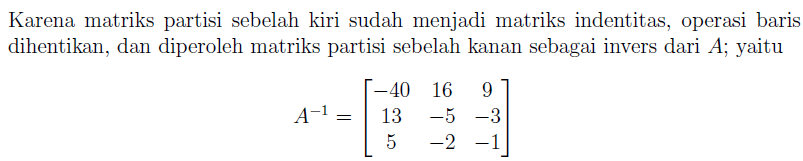 Karena matriks partisi sebelah kiri sudah menjadi matriks indentitas, operasi baris
dihentikan, dan diperoleh matriks partisi sebelah kanan sebagai invers dari A; yaitu
A⁻¹ = [−40 16 9
13 −5 −3
5 −2 −1]